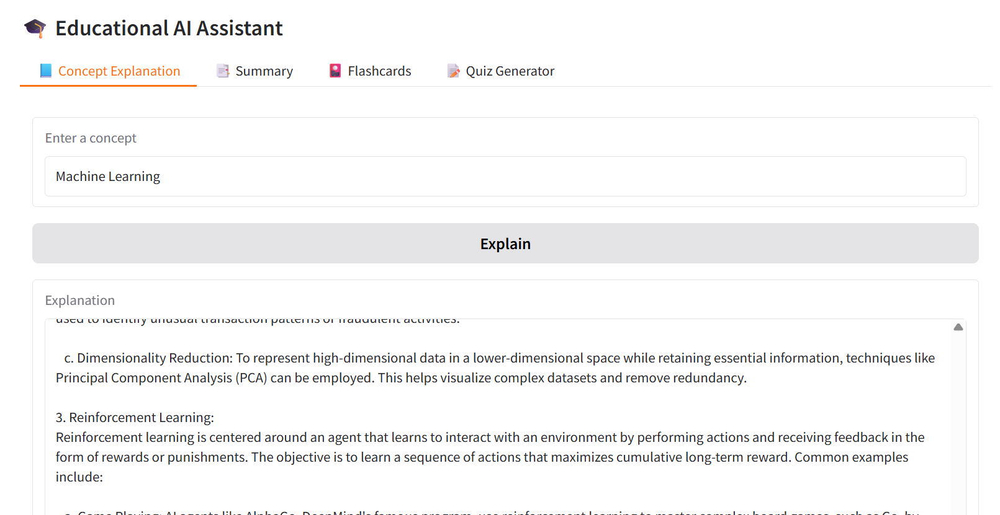 Educational AI Assistant
Concept Explanation
Summary
Flashcards
Quiz Generator
Enter a concept
Machine Learning
Explain
Explanation
used to identify unusual transaction patterns or fraudulent activities.
c. Dimensionality Reduction: To represent high-dimensional data in a lower-dimensional space while retaining essential information, techniques like
Principal Component Analysis (PCA) can be employed. This helps visualize complex datasets and remove redundancy.
3. Reinforcement Learning:
Reinforcement learning is centered around an agent that learns to interact with an environment by performing actions and receiving feedback in the
form of rewards or punishments. The objective is to learn a sequence of actions that maximizes cumulative long-term reward. Common examples
include:
a. Game Playing: AI agents like AlphaGo, DeepMind's famous program, use reinforcement learning to master complex board games, such as Go, by